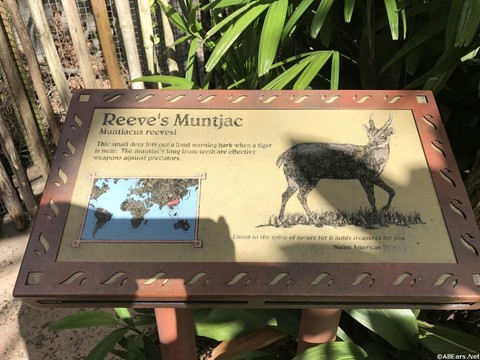 Reeve's Muntjac
Muntiacus reevesi
This small deer lets out a loud warning bark when a tiger
is near. The muntjac's long front teeth are effective
weapons against predators.
Listen to the voice of nature for it holds treasures for you.
Native American
©AllEars.Net